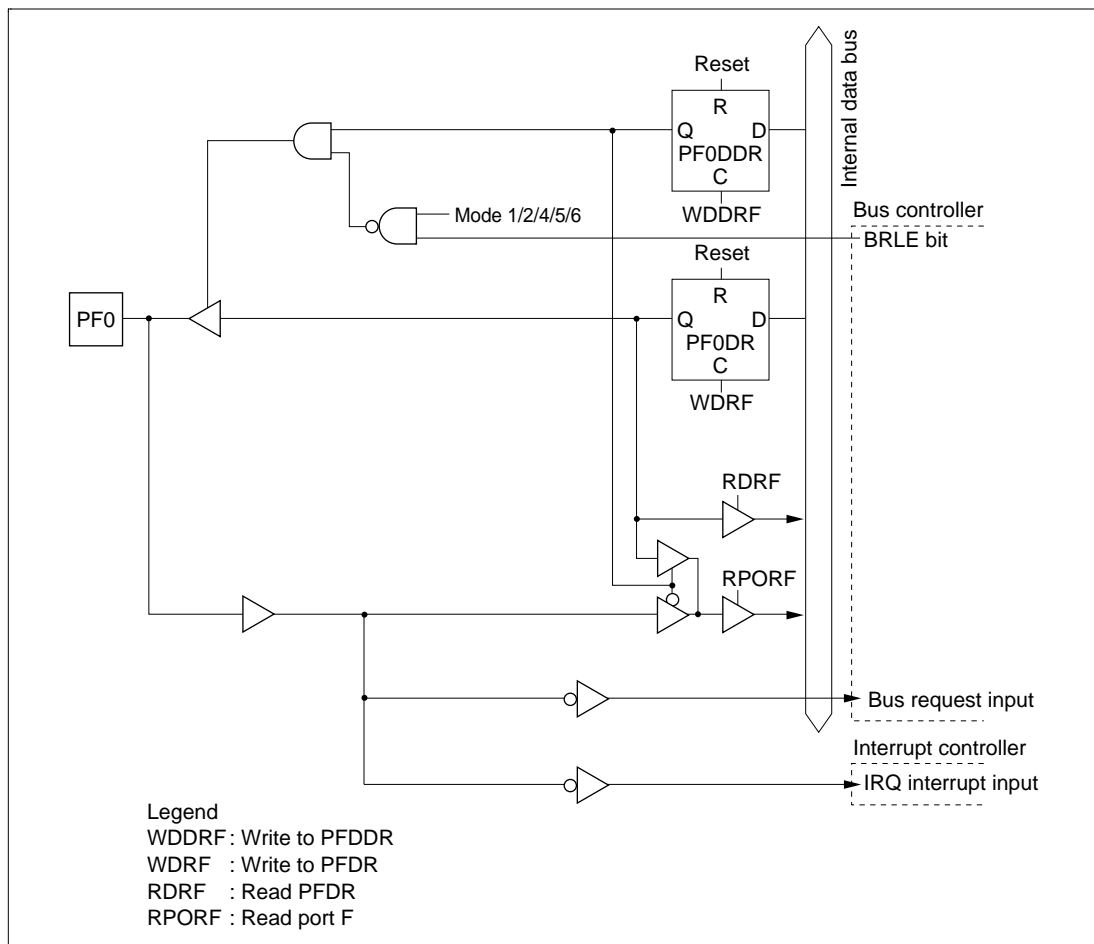 Reset
Internal data bus
R
Q D
PF0DDR
C
WDDRF
Mode 1/2/4/5/6
Bus controller
BRLE bit
Reset
R
PF0
Q D
PF0DR
C
WDRF
RDRF
RPORF
Bus request input
Interrupt controller
IRQ interrupt input
Legend
WDDRF : Write to PFDDR
WDRF : Write to PFDR
RDRF : Read PFDR
RPORF : Read port F